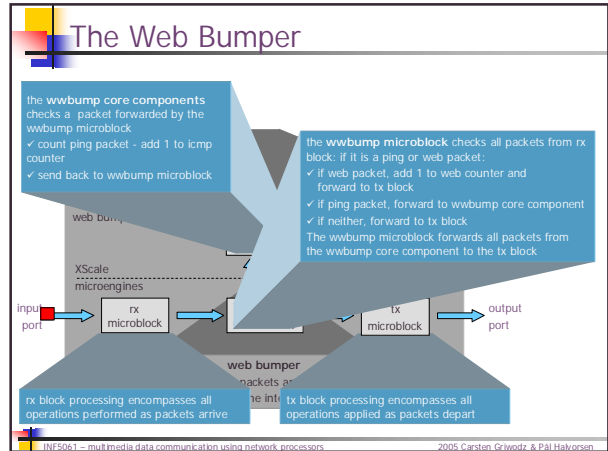 The Web Bumper
the wwbump core components
checks a packet forwarded by the
wwbump microblock
✓ count ping packet - add 1 to icmp
counter
✓ send back to wwbump microblock
the wwbump microblock checks all packets from rx
block: if it is a ping or web packet:
✓ if web packet, add 1 to web counter and
forward to tx block
✓ if ping packet, forward to wwbump core component
✓ if neither, forward to tx block
The wwbump microblock forwards all packets from
the wwbump core component to the tx block
web bump
XScale
microengines
input
port
rx
microblock
tx
microblock
output
port
web bumper
packets
rx block processing encompasses all
operations performed as packets arrive
tx block processing encompasses all
operations applied as packets depart
INF5061 – multimedia data communication using network processors
2005 Carsten Griwodz & Pål Halvorsen